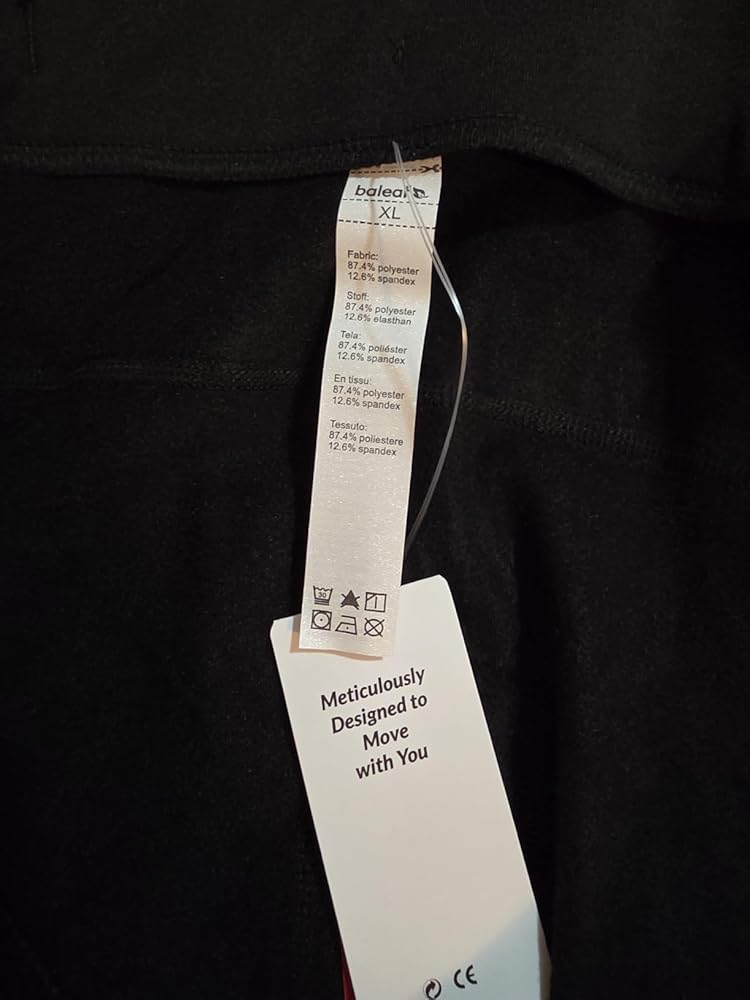 baleaf
XL
Fabric:
87.4% polyester
12.6% spandex
Stoff:
87.4% polyester
12.6% elasthan
Tela:
87.4% poliéster
12.6% spandex
En tissu:
87.4% polyester
12.6% spandex
Tessuto:
87.4% poliestere
12.6% spandex
30
Meticulously
Designed to
Move
with You
CE